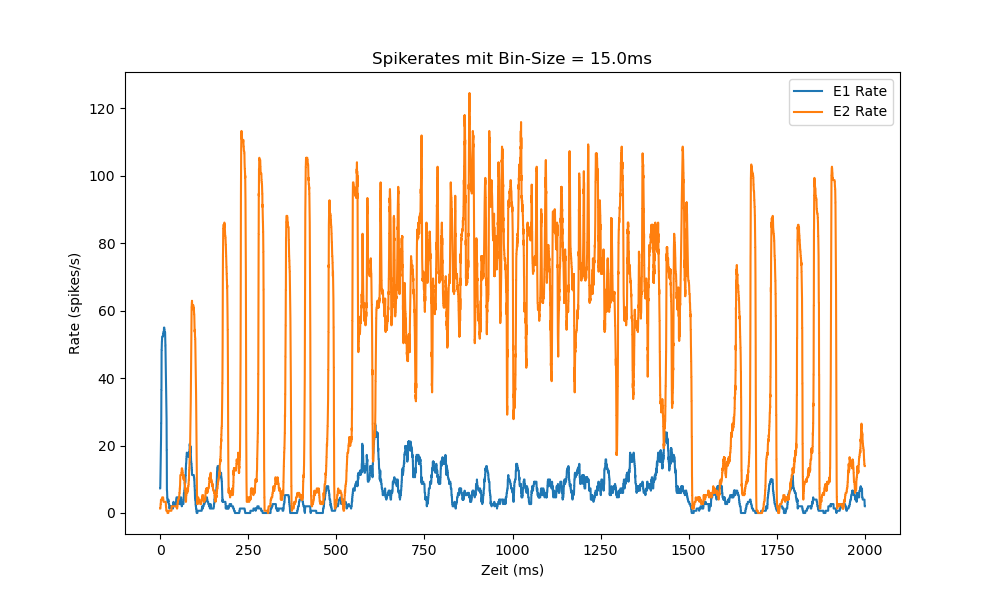 Spikerates mit Bin-Size = 15.0ms
E1 Rate
E2 Rate
120
100
80
60
40
20
0
Rate (spikes/s)
0 250 500 750 1000 1250 1500 1750 2000
Zeit (ms)